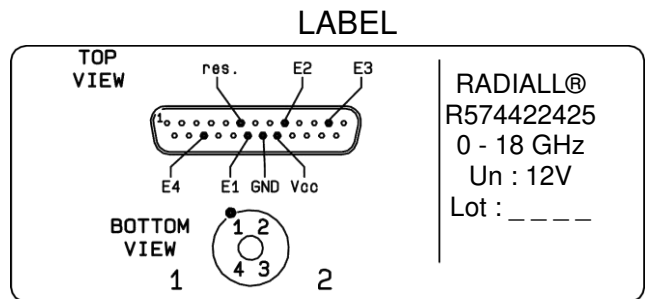 LABEL
TOP
VIEW
res.
E2
E3
1
E4
E1
GND
Vcc
BOTTOM
VIEW
1 2
4 3
1
2
RADIALL®
R574422425
0 - 18 GHz
Un : 12V
Lot : _ _ _ _